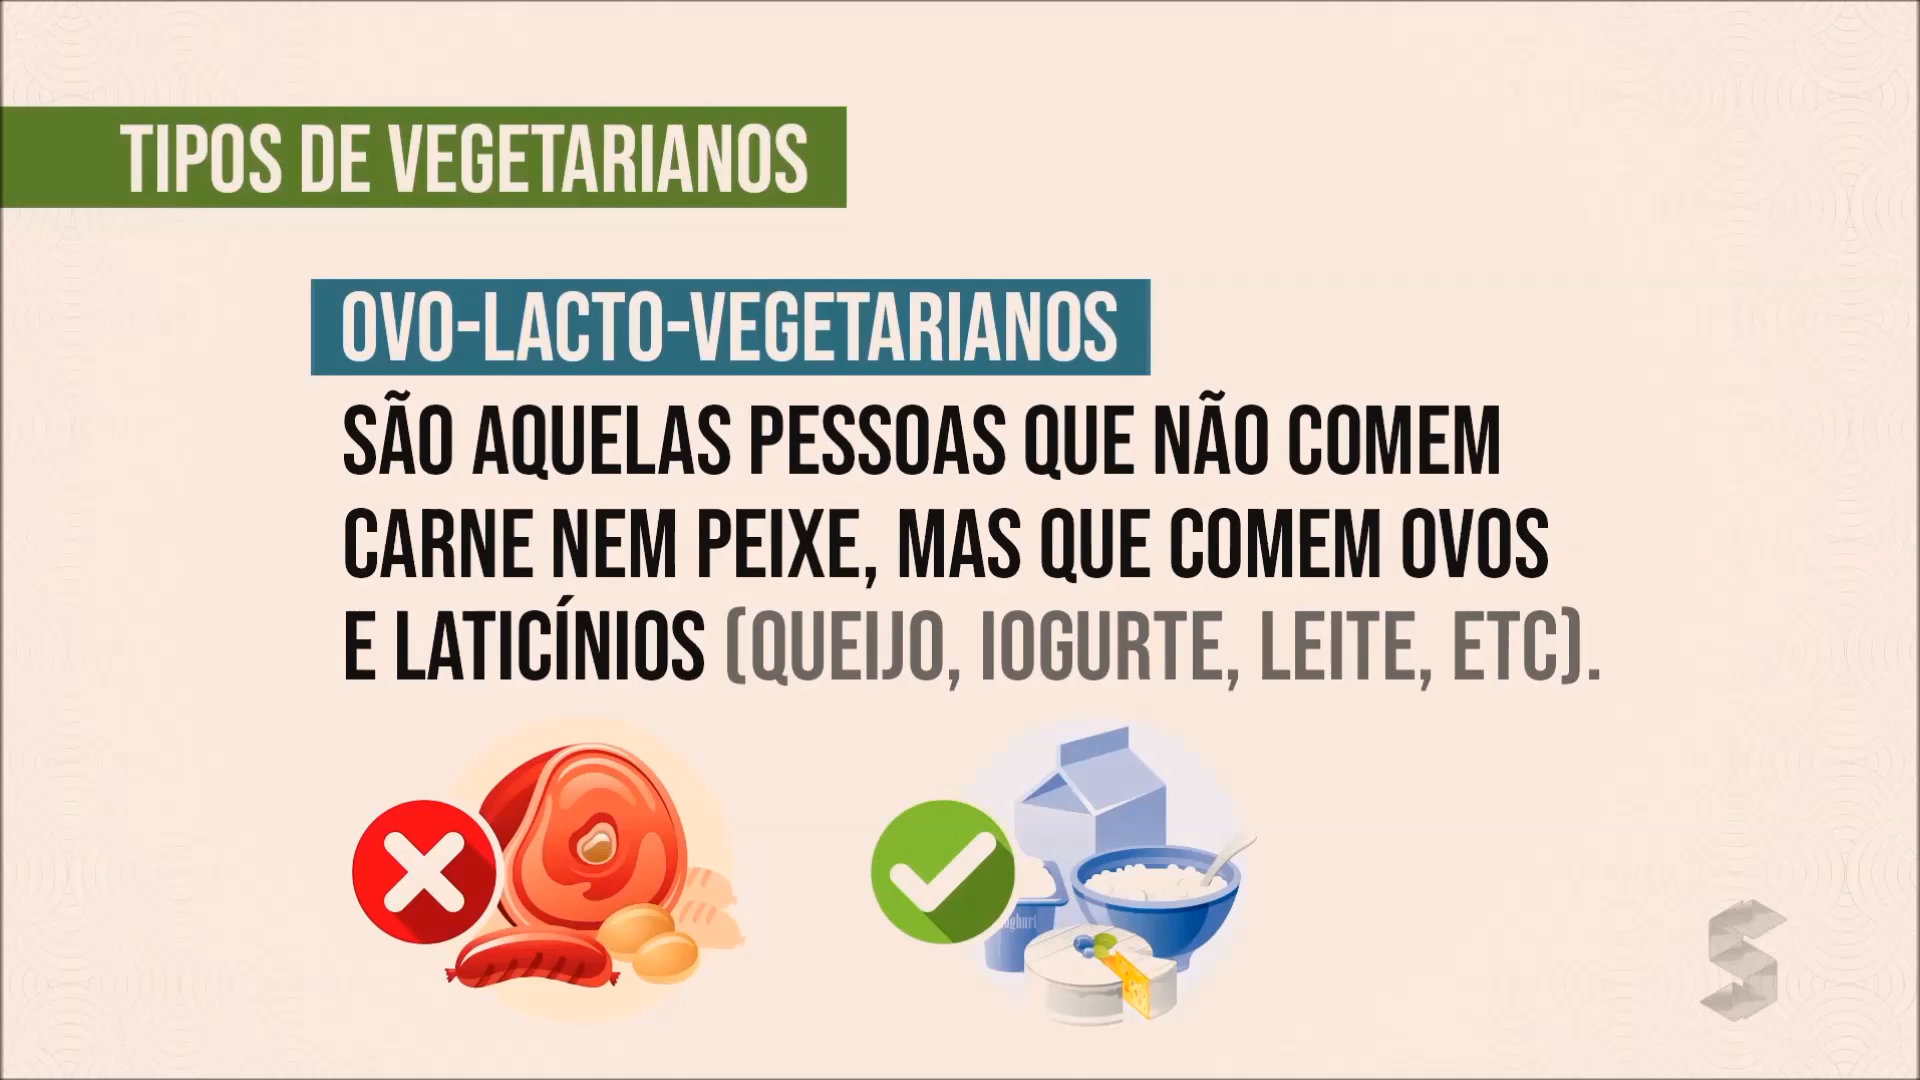 TIPOS DE VEGETARIANOS
OVO-LACTO-VEGETARIANOS
SÃO AQUELAS PESSOAS QUE NÃO COMEM
CARNE NEM PEIXE, MAS QUE COMEM OVOS
E LATICÍNIOS (QUEIJO, IOGURTE, LEITE, ETC).